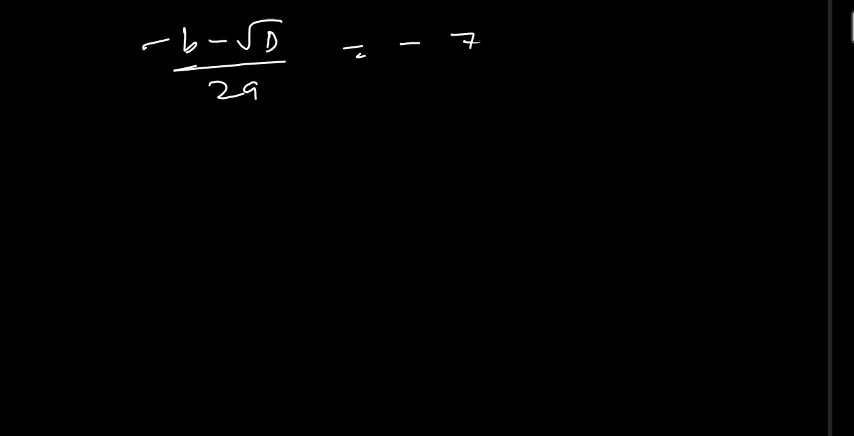 (-b - √D) / 2a = - 7